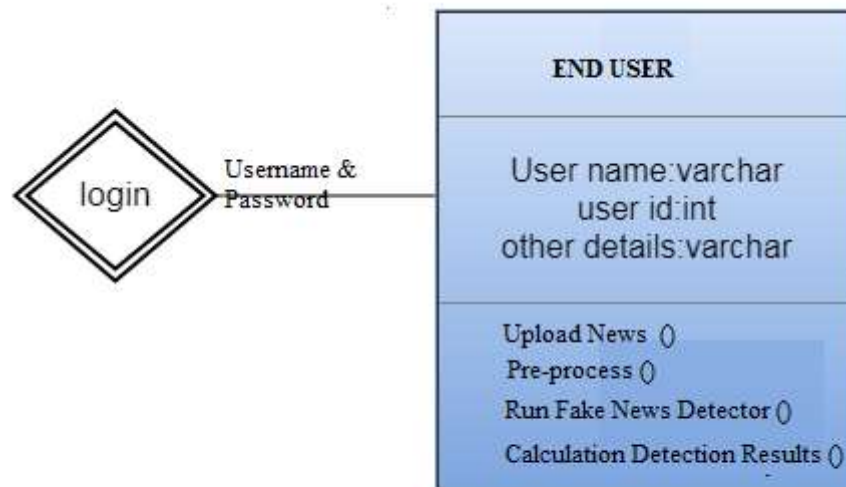 END USER
login
Username &
Password
User name:varchar
user id:int
other details:varchar
Upload News ()
Pre-process ()
Run Fake News Detector ()
Calculation Detection Results ()